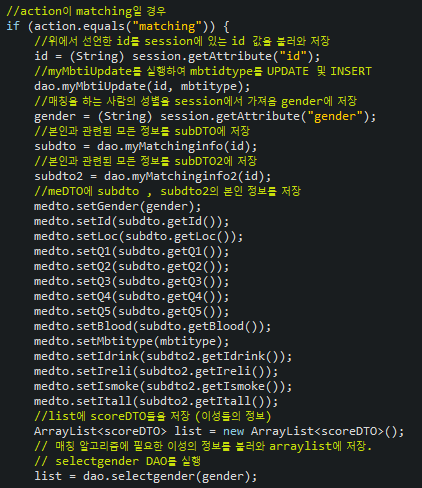 //action이 matching일 경우
if (action.equals("matching")) {
//위에서 선언한 id를 session에 있는 id 값을 불러와 저장
id = (String) session.getAttribute("id");
//myMbtiUpdate를 실행하여 mbtidtype를 UPDATE 및 INSERT
dao.myMbtiUpdate(id, mbtitype);
//매칭을 하는 사람의 성별을 session에서 가져옴 gender에 저장
gender = (String) session.getAttribute("gender");
//본인과 관련된 모든 정보를 subDTO에 저장
subdto = dao.myMatchinginfo(id);
//본인과 관련된 모든 정보를 subDTO2에 저장
subdto2 = dao.myMatchinginfo2(id);
//meDTO에 subdto , subdto2의 본인 정보를 저장
medto.setGender(gender);
medto.setId(subdto.getId());
medto.setLoc(subdto.getLoc());
medto.setQ1(subdto.getQ1());
medto.setQ2(subdto.getQ2());
medto.setQ3(subdto.getQ3());
medto.setQ4(subdto.getQ4());
medto.setQ5(subdto.getQ5());
medto.setBlood(subdto.getBlood());
medto.setMbtitype(mbtitype);
medto.setIdrink(subdto2.getIdrink());
medto.setIreli(subdto2.getIreli());
medto.setIsmoke(subdto2.getIsmoke());
medto.setItall(subdto2.getItall());
//list에 scoreDTO들을 저장 (이성들의 정보)
ArrayList<scoreDTO> list = new ArrayList<scoreDTO>();
// 매칭 알고리즘에 필요한 이성의 정보를 불러와 arraylist에 저장.
// selectgender DAO를 실행
list = dao.selectgender(gender);